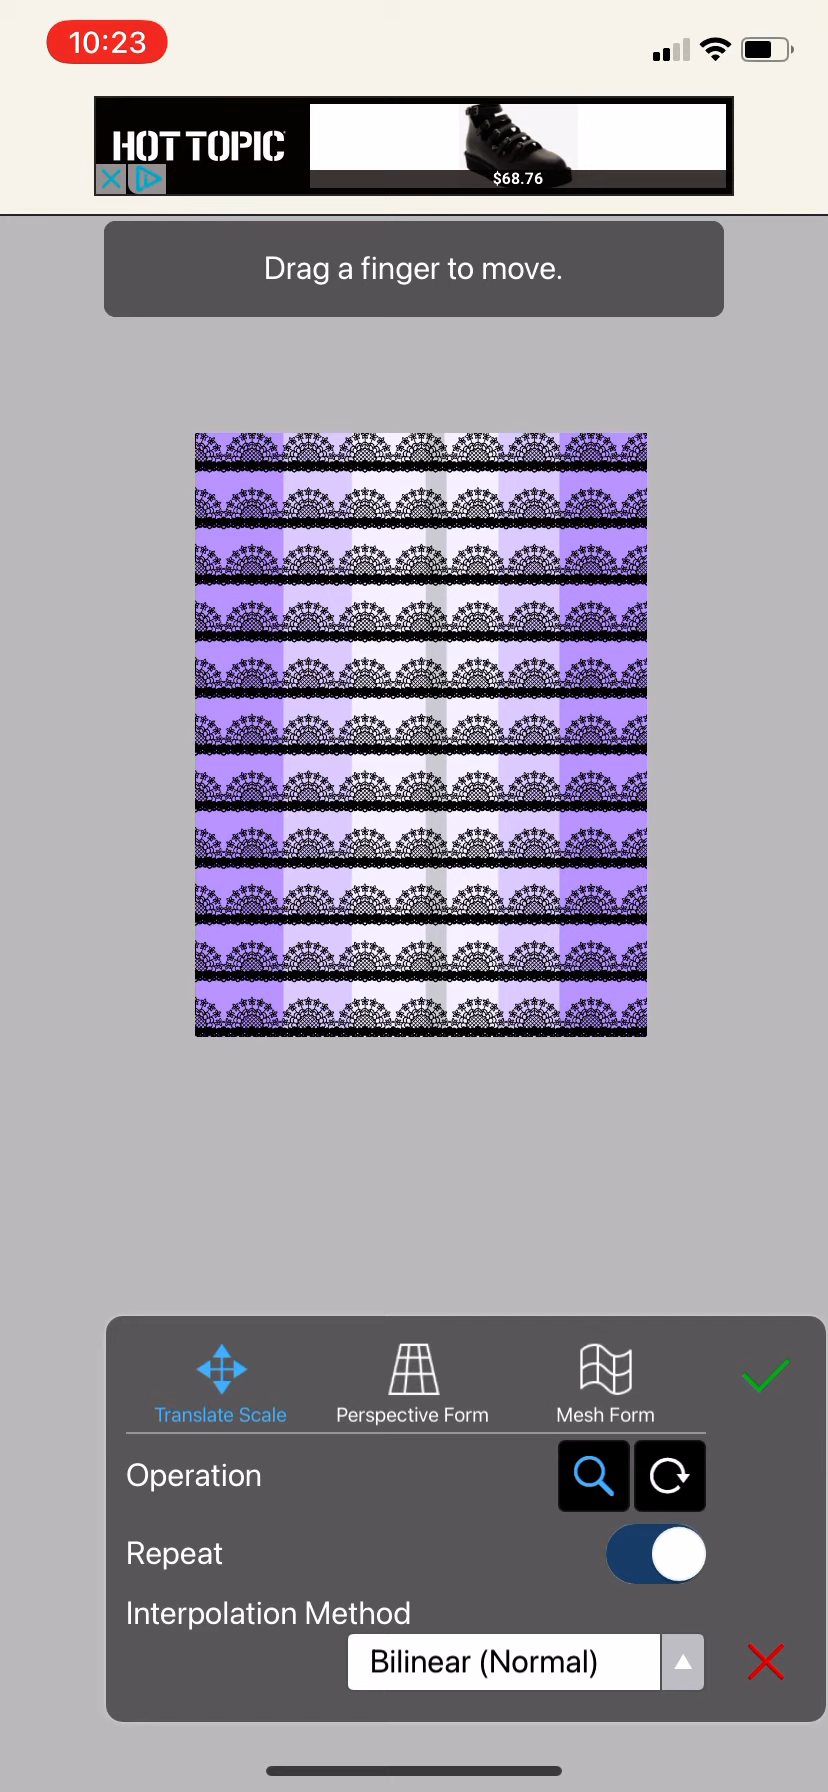 10:23
HOT TOPIC
$68.76
Drag a finger to move.
Translate Scale
Perspective Form
Mesh Form
Operation
Repeat
Interpolation Method
Bilinear (Normal)